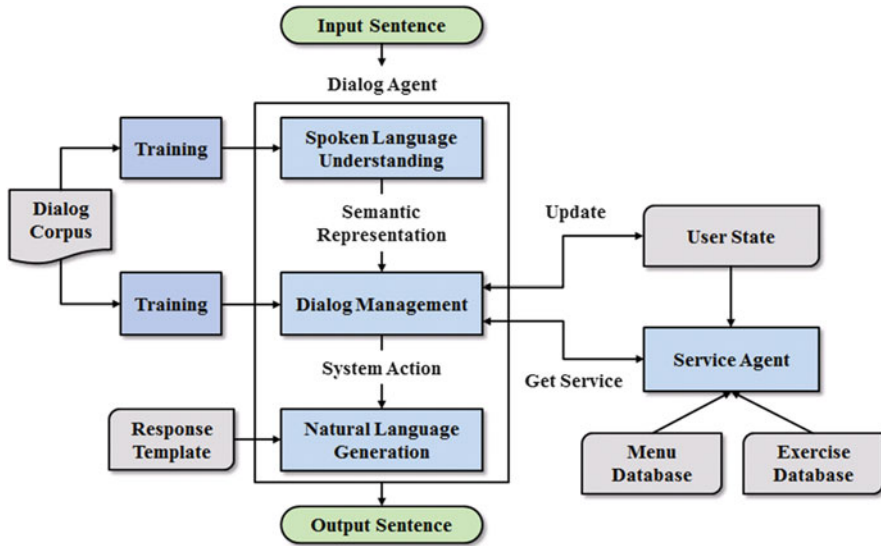 Input Sentence
Dialog Agent
Training
Spoken Language
Understanding
Dialog
Corpus
Semantic
Representation
Update
User State
Training
Dialog Management
System Action
Get Service
Service Agent
Response
Template
Natural Language
Generation
Menu
Database
Exercise
Database
Output Sentence